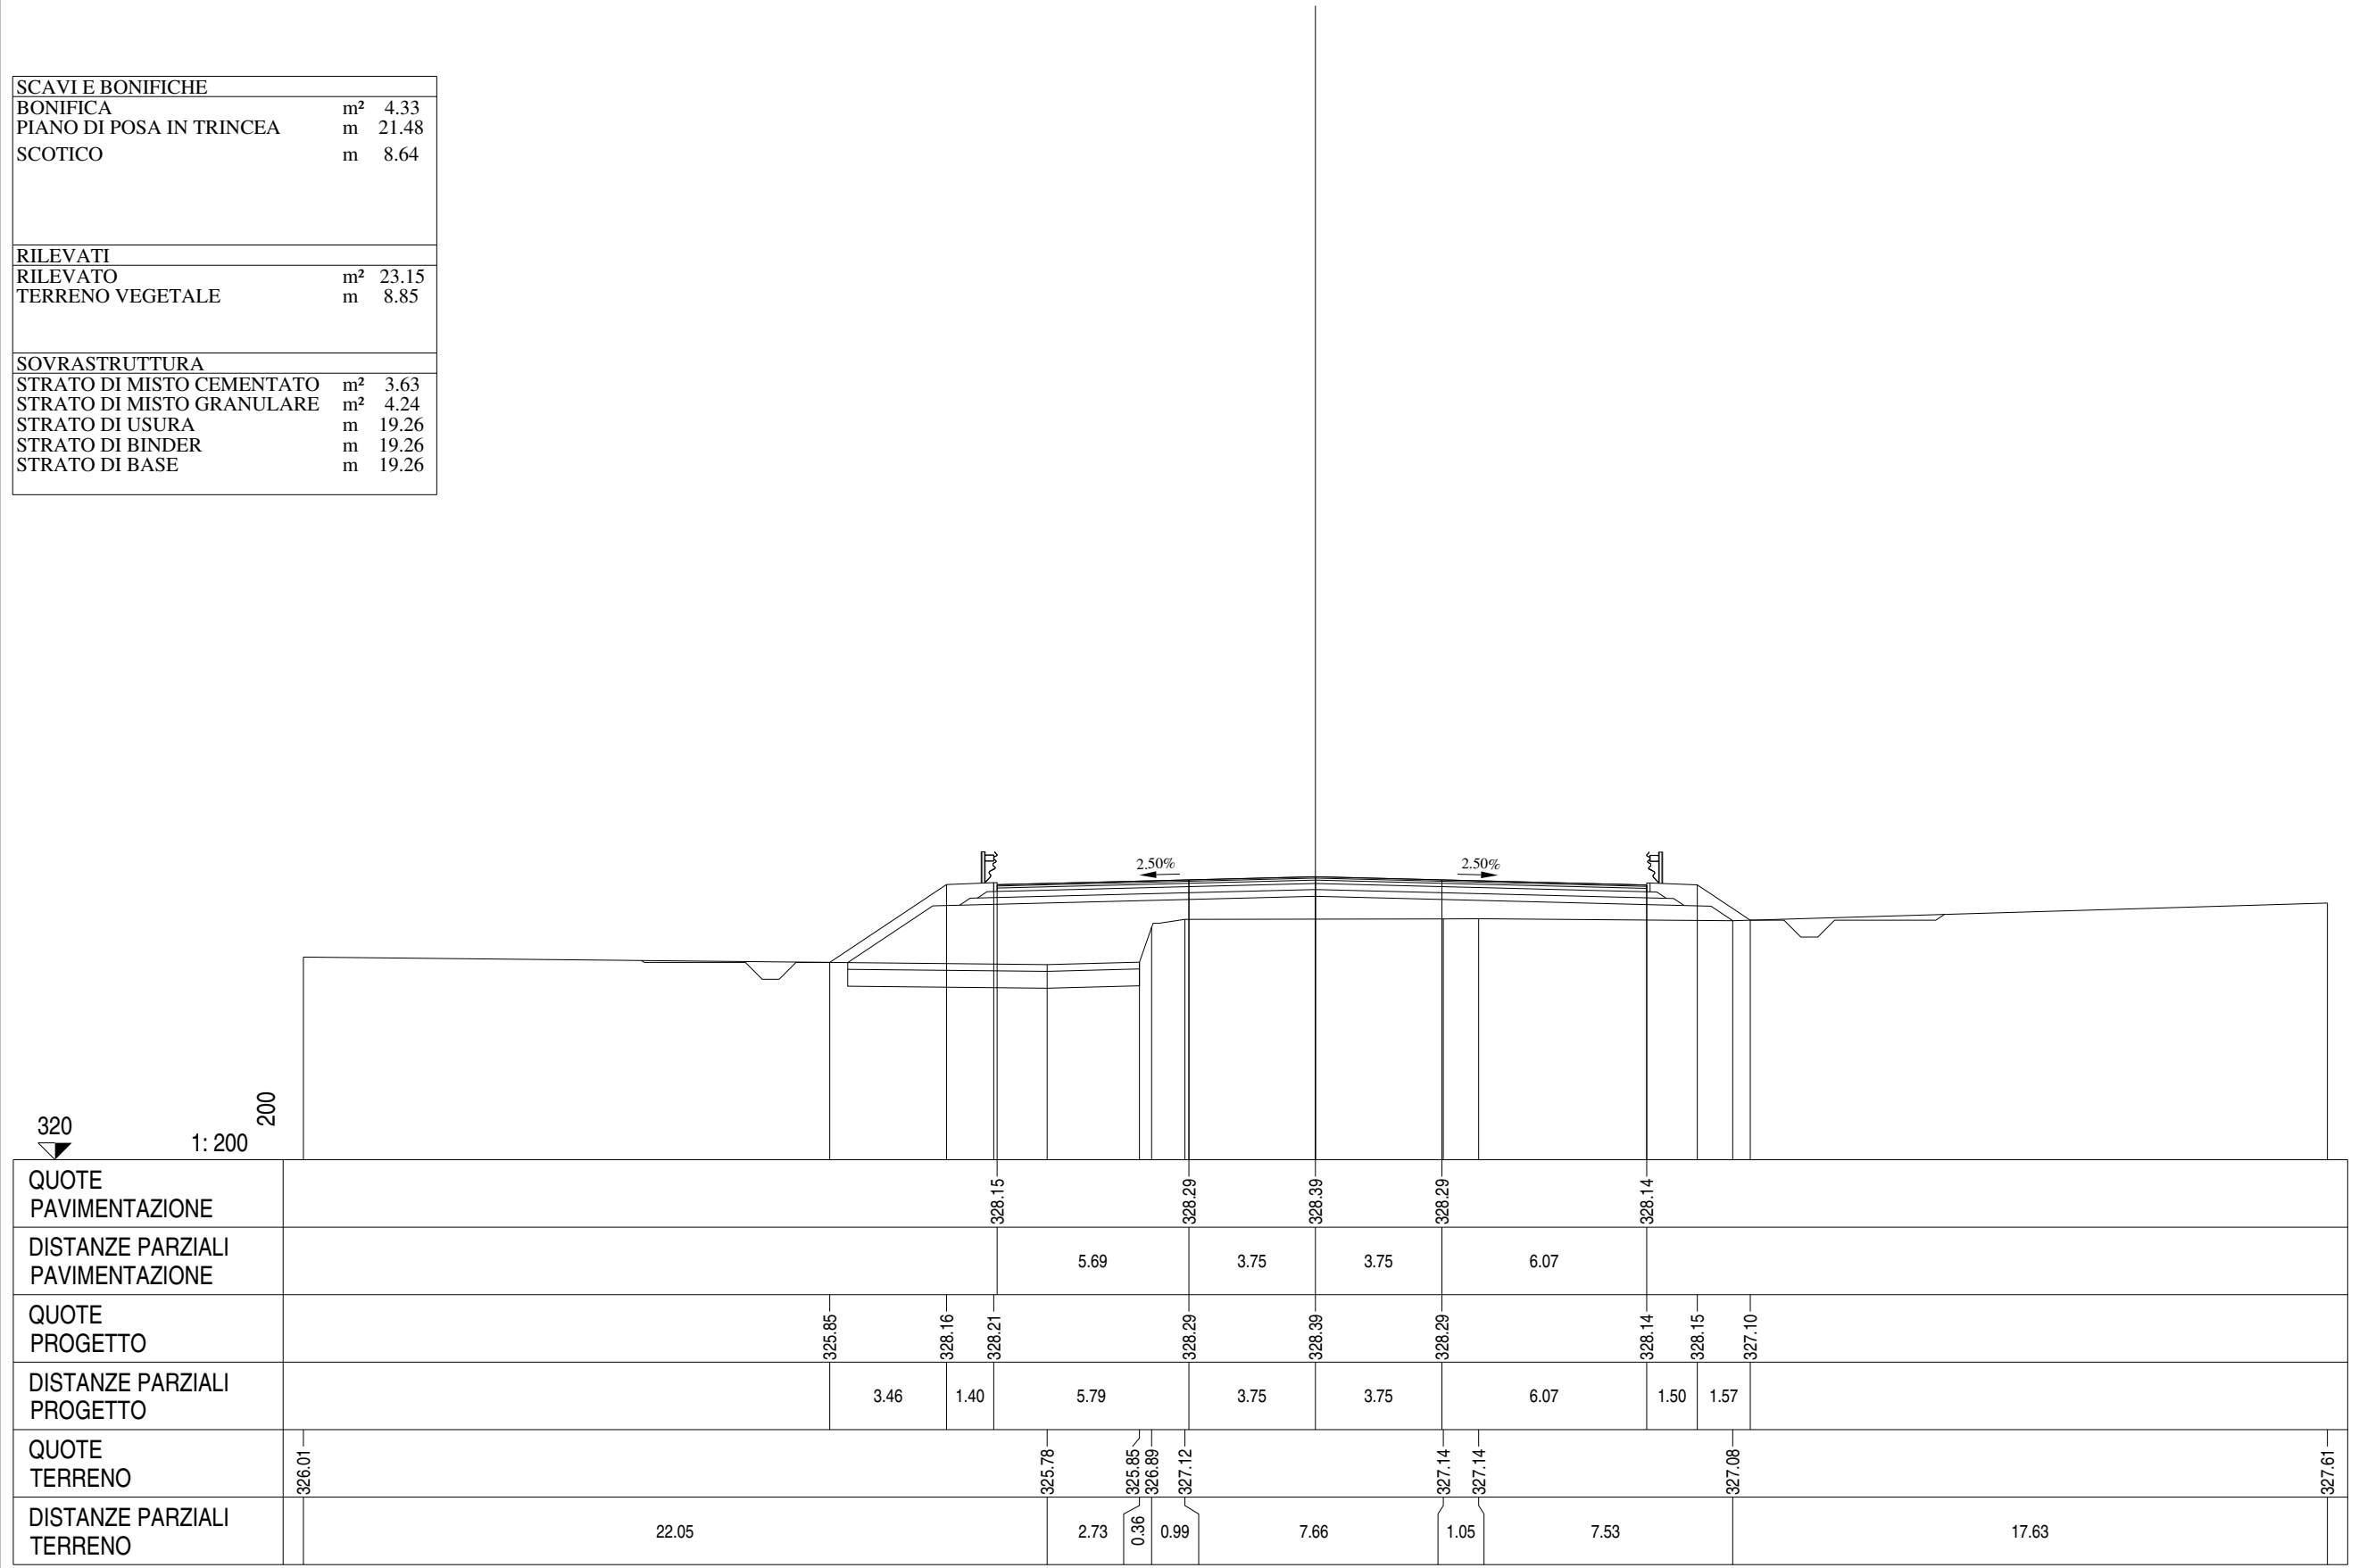 SCAVI E BONIFICHE
BONIFICA m² 4.33
PIANO DI POSA IN TRINCEA m 21.48
SCOTICO m 8.64
RILEVATI
RILEVATO m² 23.15
TERRENO VEGETALE m 8.85
SOVRASTRUTTURA
STRATO DI MISTO CEMENTATO m² 3.63
STRATO DI MISTO GRANULARE m² 4.24
STRATO DI USURA m 19.26
STRATO DI BINDER m 19.26
STRATO DI BASE m 19.26
2.50% 2.50%
320
1: 200
200
QUOTE
PAVIMENTAZIONE
328.15 328.29 328.39 328.29 328.14
DISTANZE PARZIALI
PAVIMENTAZIONE
5.69 3.75 3.75 6.07
QUOTE
PROGETTO
325.85 328.16 328.21 328.29 328.39 328.29 328.14 328.15 327.10
DISTANZE PARZIALI
PROGETTO
3.46 1.40 5.79 3.75 3.75 6.07 1.50 1.57
QUOTE
TERRENO
326.01 325.78 325.85 326.89 327.12 327.14 327.14 327.08 327.61
DISTANZE PARZIALI
TERRENO
22.05 2.73 0.36 0.99 7.66 1.05 7.53 17.63